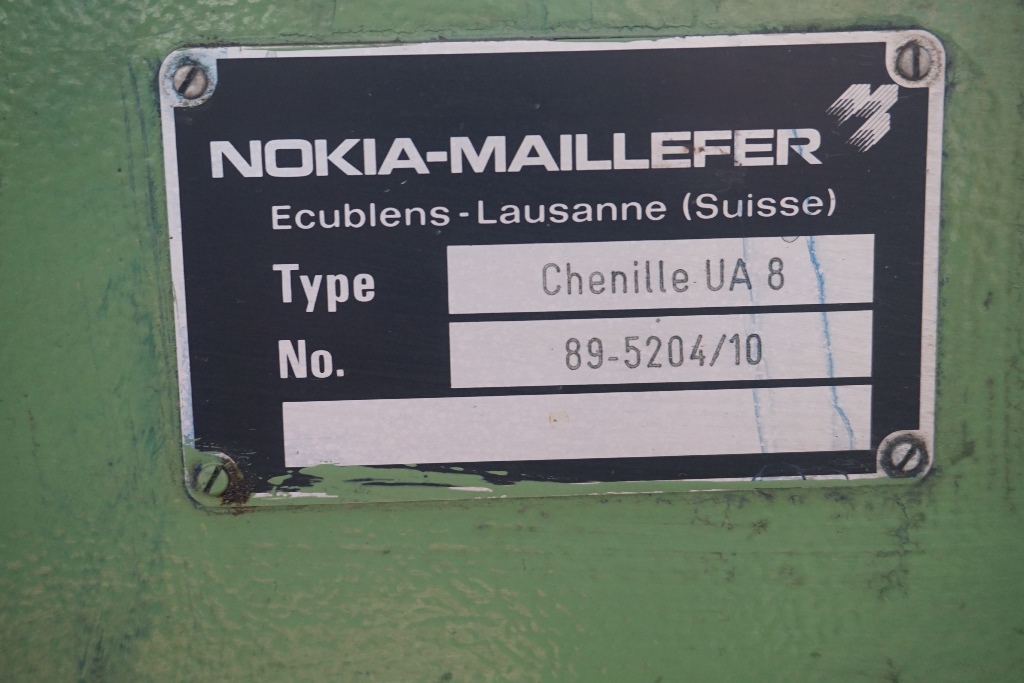 NOKIA-MAILLEFER
Ecublens - Lausanne (Suisse)
Type Chenille UA 8
No. 89-5204/10